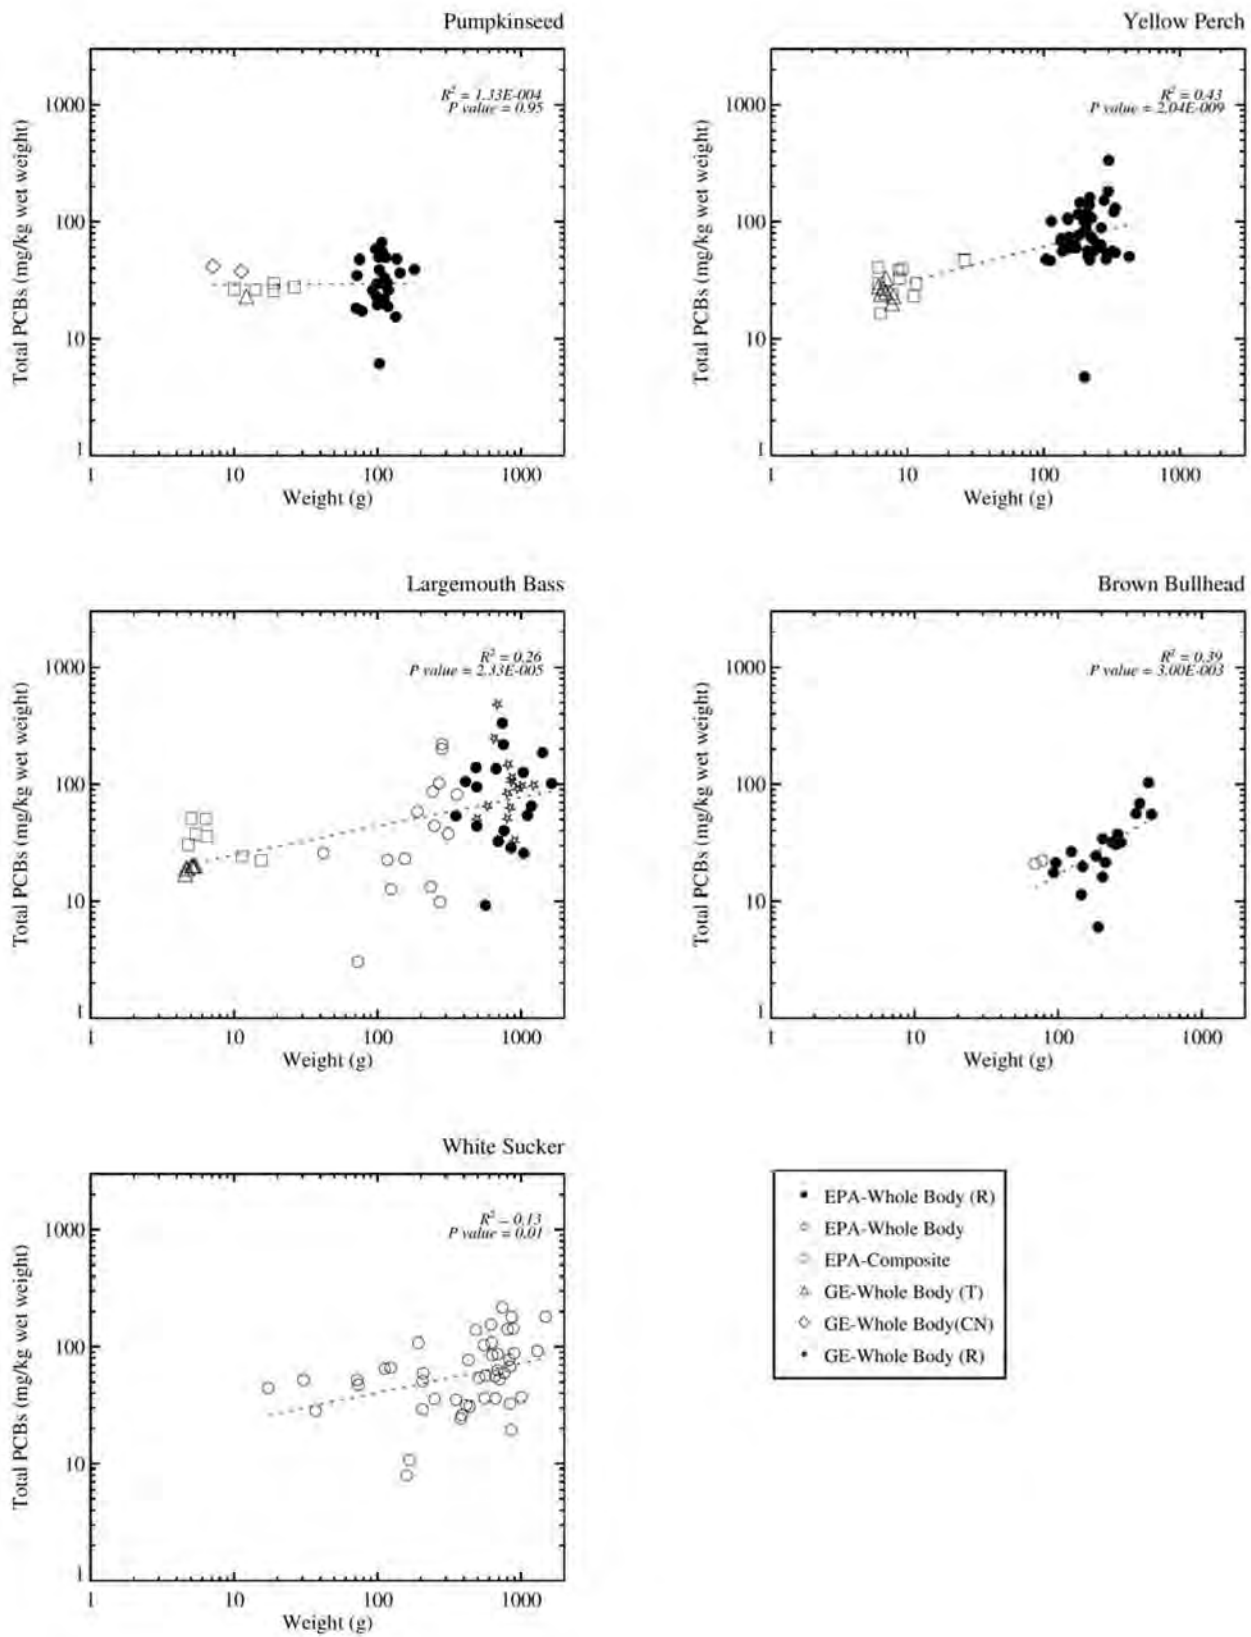 Pumpkinseed
R² = 1.33E-004
P value = 0.95
Total PCBs (mg/kg wet weight)
1000
100
10
1
1 10 100 1000
Weight (g)
Yellow Perch
R² = 0.43
P value = 2.04E-009
Total PCBs (mg/kg wet weight)
1000
100
10
1
1 10 100 1000
Weight (g)
Largemouth Bass
R² = 0.26
P value = 2.33E-005
Total PCBs (mg/kg wet weight)
1000
100
10
1
1 10 100 1000
Weight (g)
Brown Bullhead
R² = 0.39
P value = 3.00E-003
Total PCBs (mg/kg wet weight)
1000
100
10
1
1 10 100 1000
Weight (g)
White Sucker
R² = 0.13
P value = 0.01
Total PCBs (mg/kg wet weight)
1000
100
10
1
1 10 100 1000
Weight (g)
EPA-Whole Body (R)
EPA-Whole Body
EPA-Composite
GE-Whole Body (T)
GE-Whole Body(CN)
GE-Whole Body (R)